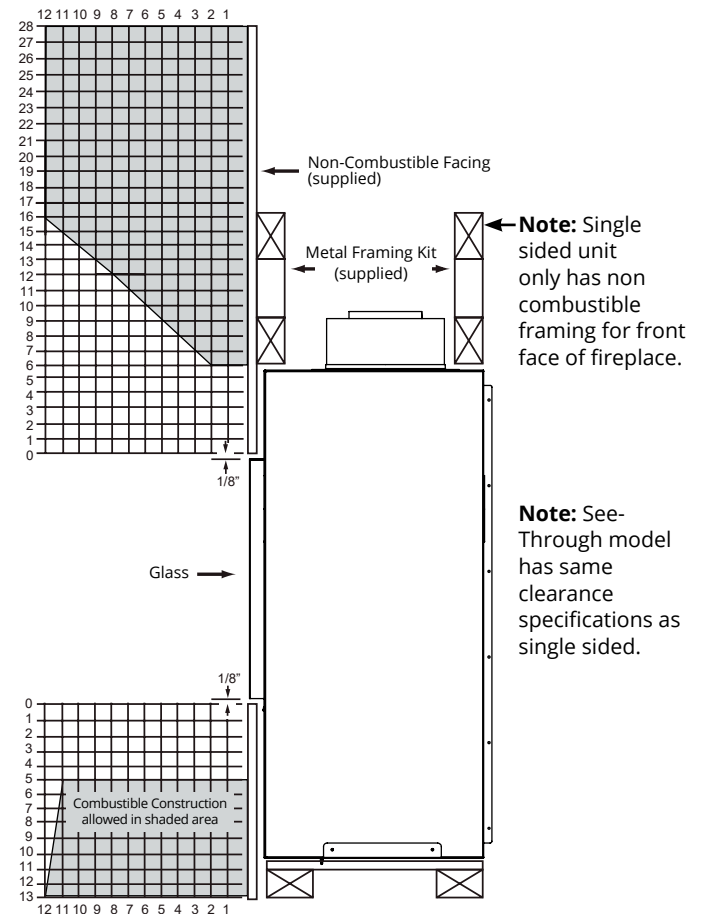 12 11 10 9 8 7 6 5 4 3 2 1
28
27
26
25
24
23
22
21
20
19
18
17
16
15
14
13
12
11
10
9
8
7
6
5
4
3
2
1
0
Non-Combustible Facing
(supplied)
Metal Framing Kit
(supplied)
Note: Single
sided unit
only has non
combustible
framing for front
face of fireplace.
1/8"
Glass
Note: See-
Through model
has same
clearance
specifications as
single sided.
1/8"
0
1
2
3
4
5
6
7
8
9
10
11
12
13
Combustible Construction
allowed in shaded area
12 11 10 9 8 7 6 5 4 3 2 1